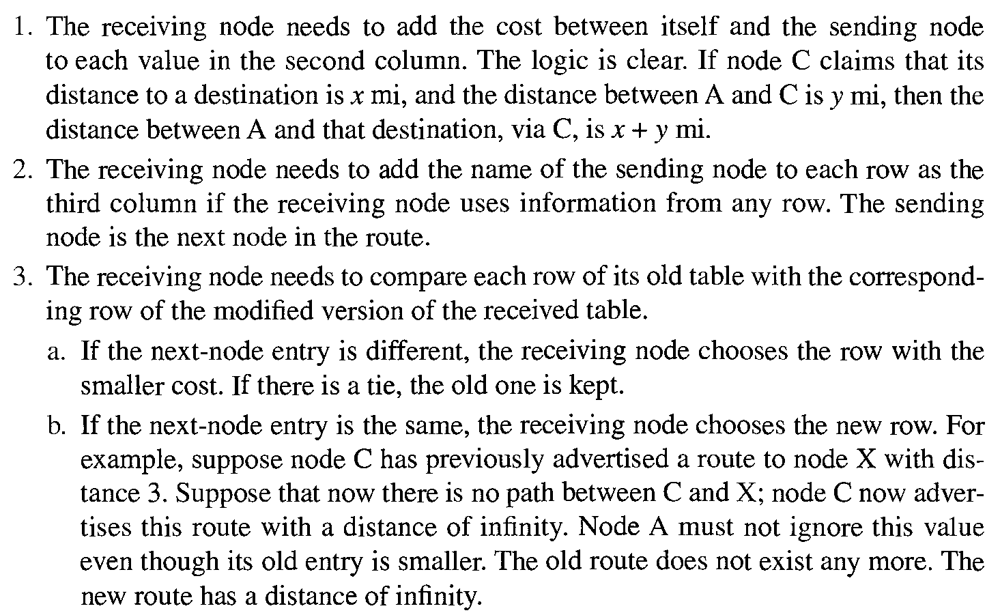 1. The receiving node needs to add the cost between itself and the sending node
to each value in the second column. The logic is clear. If node C claims that its
distance to a destination is x mi, and the distance between A and C is y mi, then the
distance between A and that destination, via C, is x + y mi.
2. The receiving node needs to add the name of the sending node to each row as the
third column if the receiving node uses information from any row. The sending
node is the next node in the route.
3. The receiving node needs to compare each row of its old table with the correspond-
ing row of the modified version of the received table.
a. If the next-node entry is different, the receiving node chooses the row with the
smaller cost. If there is a tie, the old one is kept.
b. If the next-node entry is the same, the receiving node chooses the new row. For
example, suppose node C has previously advertised a route to node X with dis-
tance 3. Suppose that now there is no path between C and X; node C now adver-
tises this route with a distance of infinity. Node A must not ignore this value
even though its old entry is smaller. The old route does not exist any more. The
new route has a distance of infinity.